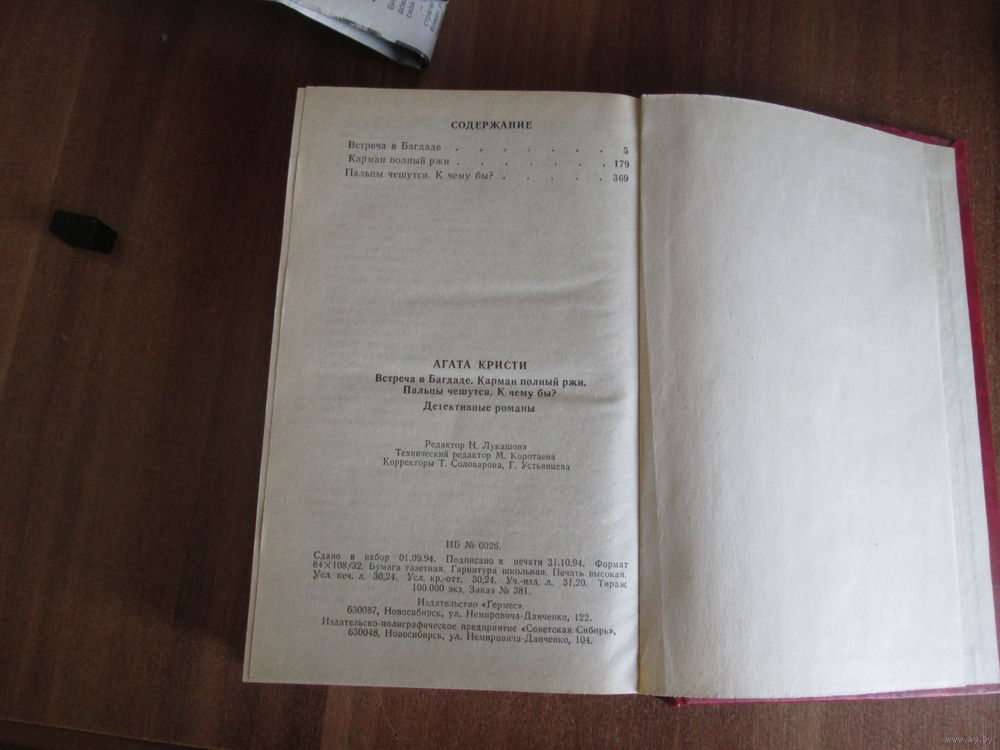 СОДЕРЖАНИЕ
Встреча в Багдаде . . . . . . . 5
Карман полный ржи . . . . . . . 179
Пальцы чешутся. К чему бы? . . . . . 369
АГАТА КРИСТИ
Встреча в Багдаде. Карман полный ржи.
Пальцы чешутся. К чему бы?
Детективные романы
Редактор Н. Лукашова
Технический редактор М. Коротаева
Корректоры Т. Соловарова, Г. Устьянцева
ИБ № 0026.
Сдано в набор 01.09.94. Подписано к печати 31.10.94. Формат
84×108/32. Бумага газетная. Гарнитура школьная. Печать высокая.
Усл. печ. л. 30,24. Усл. кр.-отт. 30,24. Уч.-изд. л. 31,20. Тираж
100.000 экз. Заказ № 381.
Издательство «Гермес».
630087, Новосибирск, ул. Немировича-Данченко, 122.
Издательско-полиграфическое предприятие «Советская Сибирь».
630048, Новосибирск, ул. Немировича-Данченко, 104.
www.ay.by